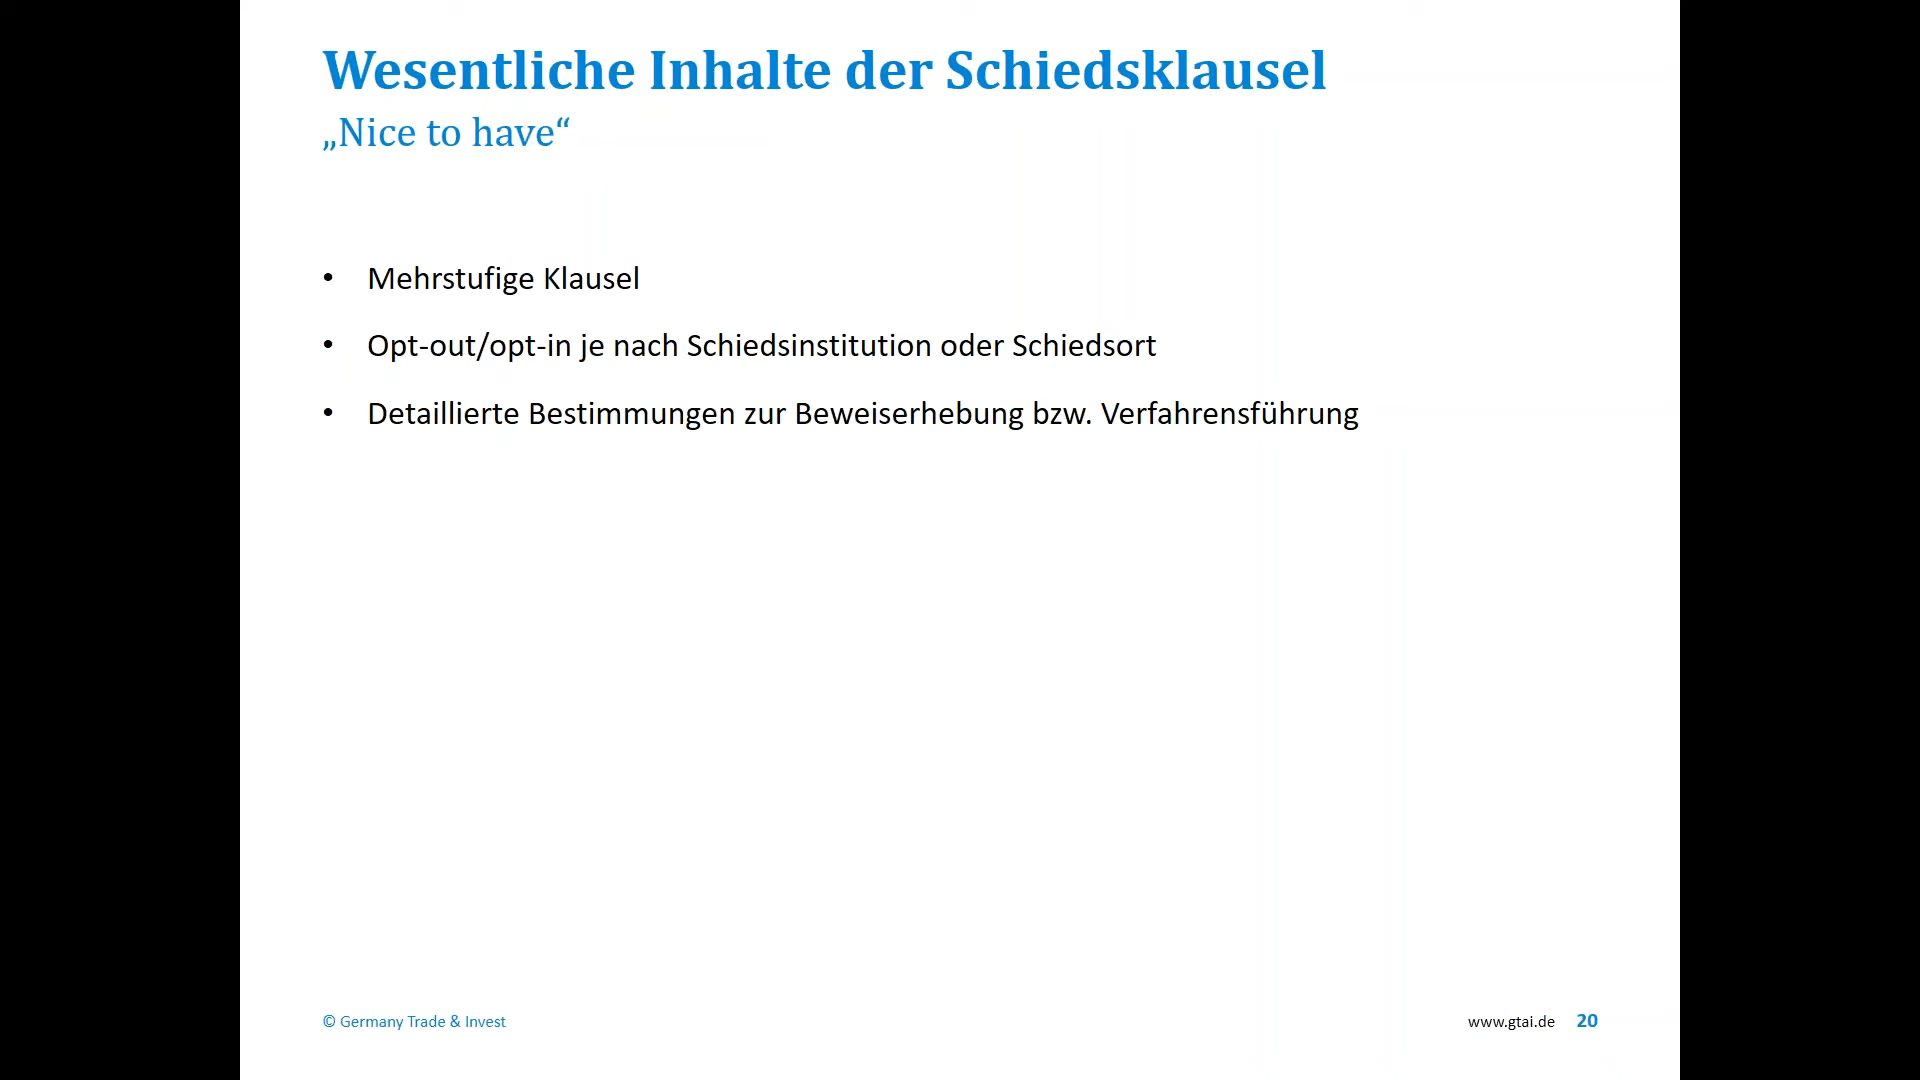 Wesentliche Inhalte der Schiedsklausel
„Nice to have“
• Mehrstufige Klausel
• Opt-out/opt-in je nach Schiedsinstitution oder Schiedsort
• Detaillierte Bestimmungen zur Beweiserhebung bzw. Verfahrensführung
© Germany Trade & Invest
www.gtai.de 20